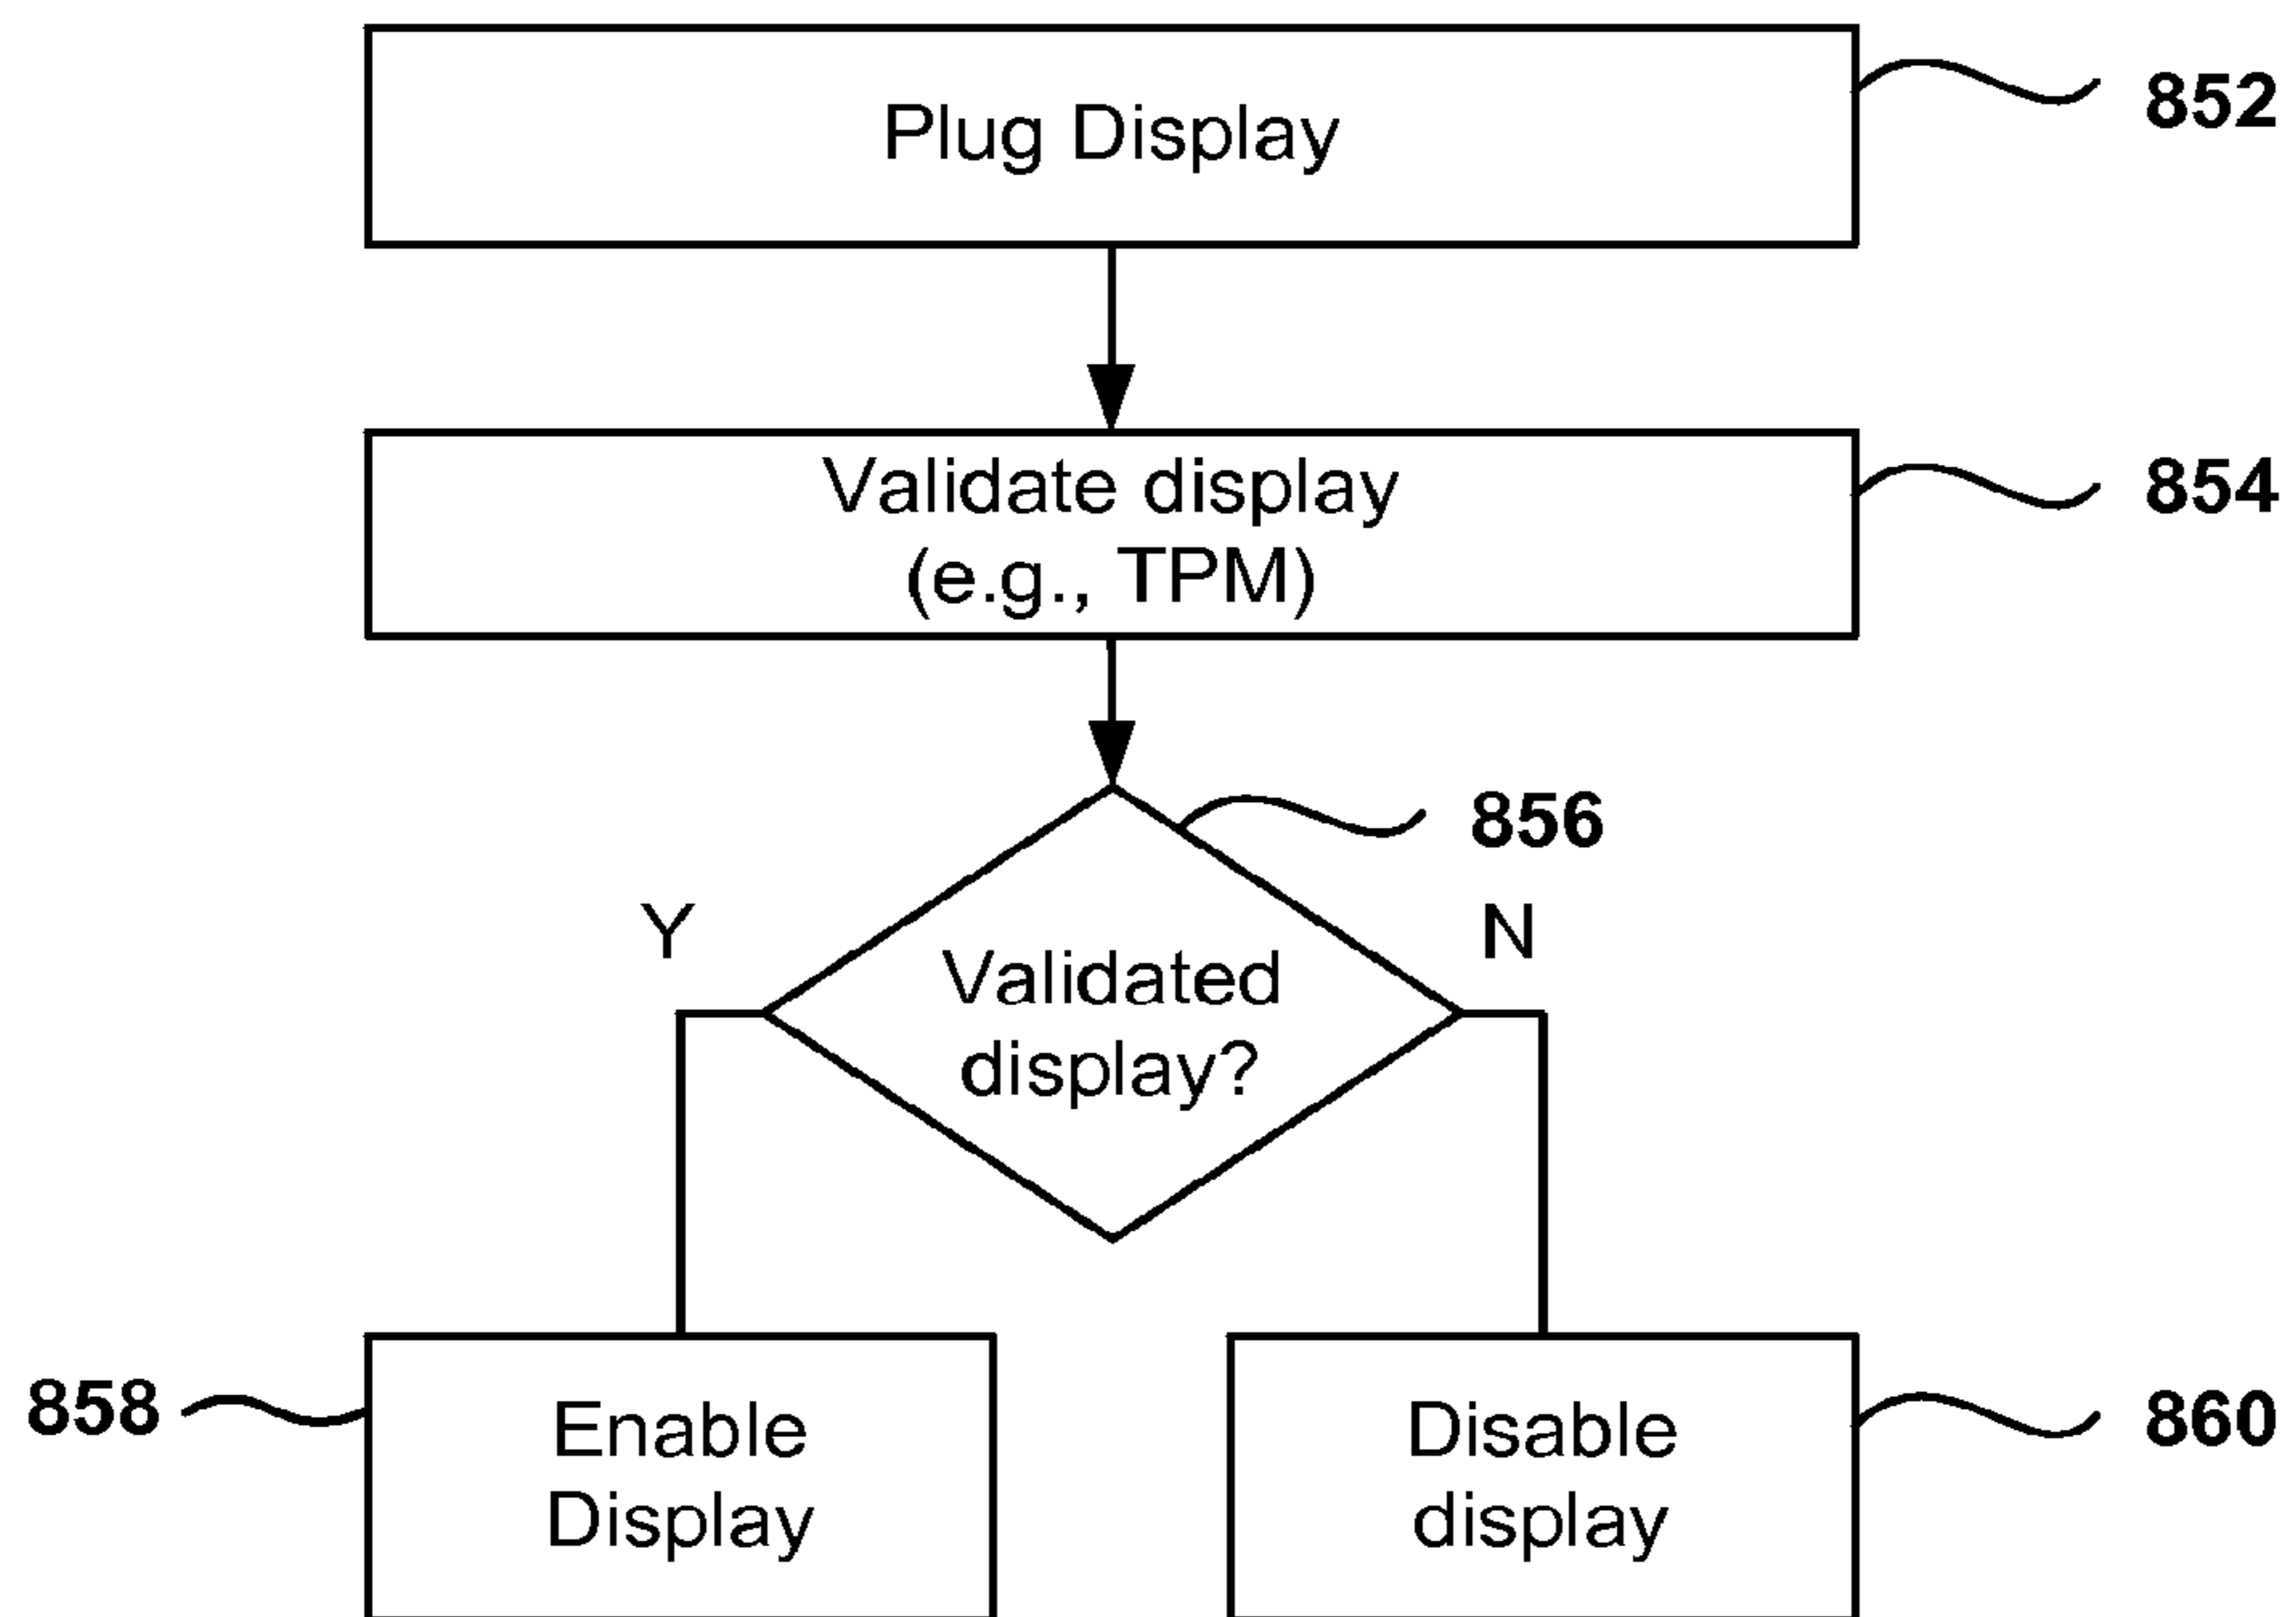 Plug Display
852
Validate display
(e.g., TPM)
854
856
Y
N
Validated
display?
858
Enable
Display
Disable
display
860